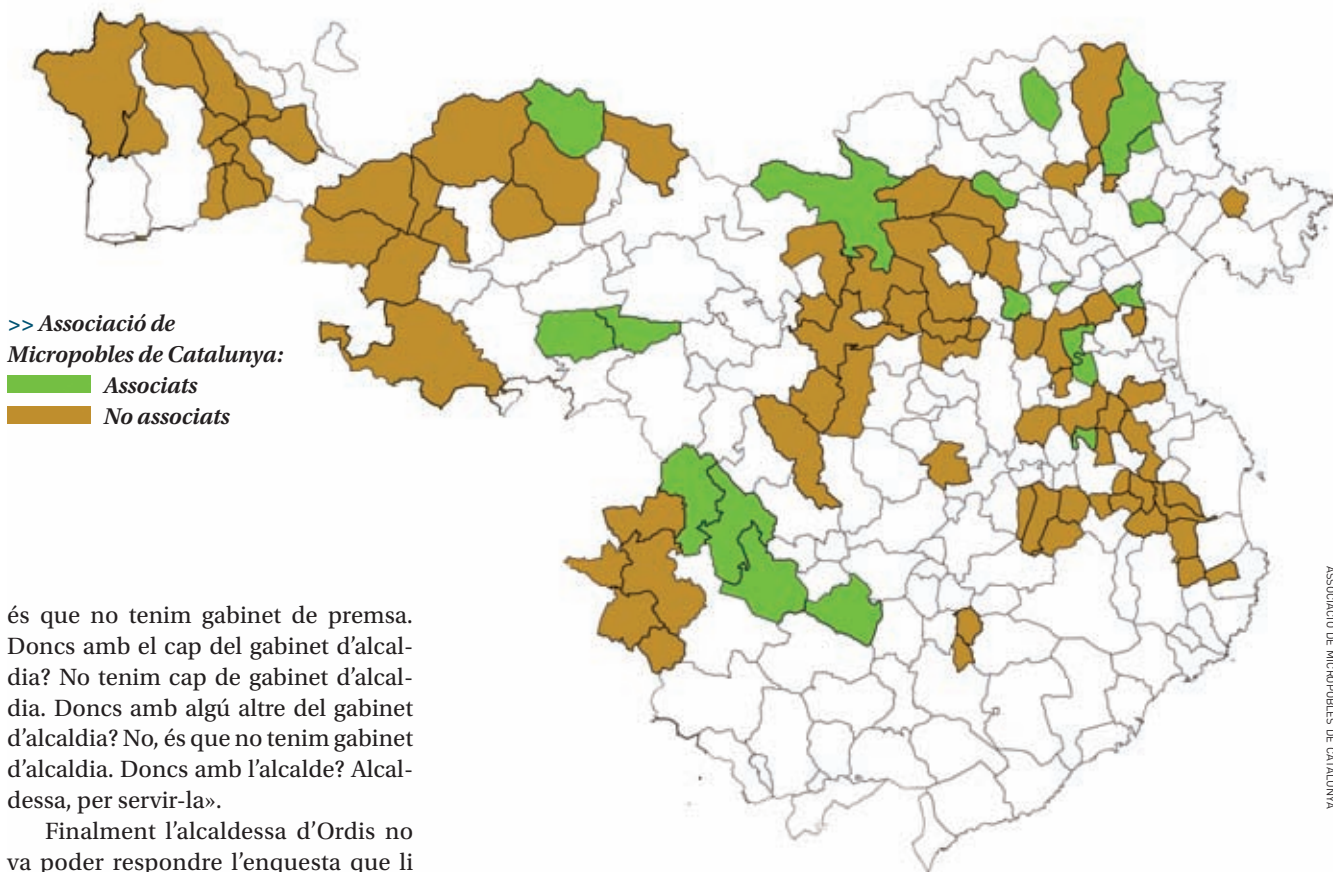 >> Associació de
Micropobles de Catalunya:
Associats
No associats
és que no tenim gabinet de premsa.
Doncs amb el cap del gabinet d'alcal-
dia? No tenim cap de gabinet d'alcal-
dia. Doncs amb algú altre del gabinet
d'alcaldia? No, és que no tenim gabinet
d'alcaldia. Doncs amb l'alcalde? Alcal-
dessa, per servir-la».
Finalment l'alcaldessa d'Ordis no
va poder respondre l'enquesta que li
ASSOCIACIÓ DE MICROPOBLES DE CATALUNYA